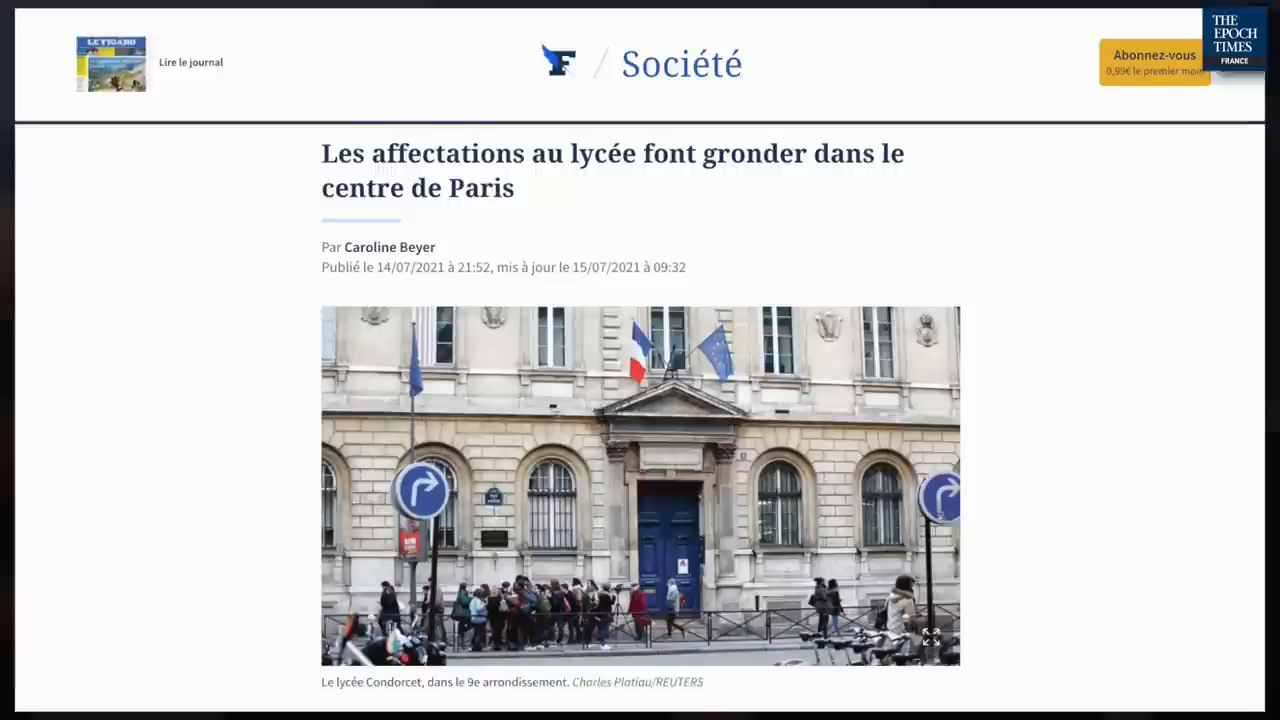 LE FIGARO
Lire le journal
F / Société
Abonnez-vous
0,99€ le premier mois
THE
EPOCH
TIMES
FRANCE
Les affectations au lycée font gronder dans le
centre de Paris
Par Caroline Beyer
Publié le 14/07/2021 à 21:52, mis à jour le 15/07/2021 à 09:32
Le lycée Condorcet, dans le 9e arrondissement. Charles Platiau/REUTERS